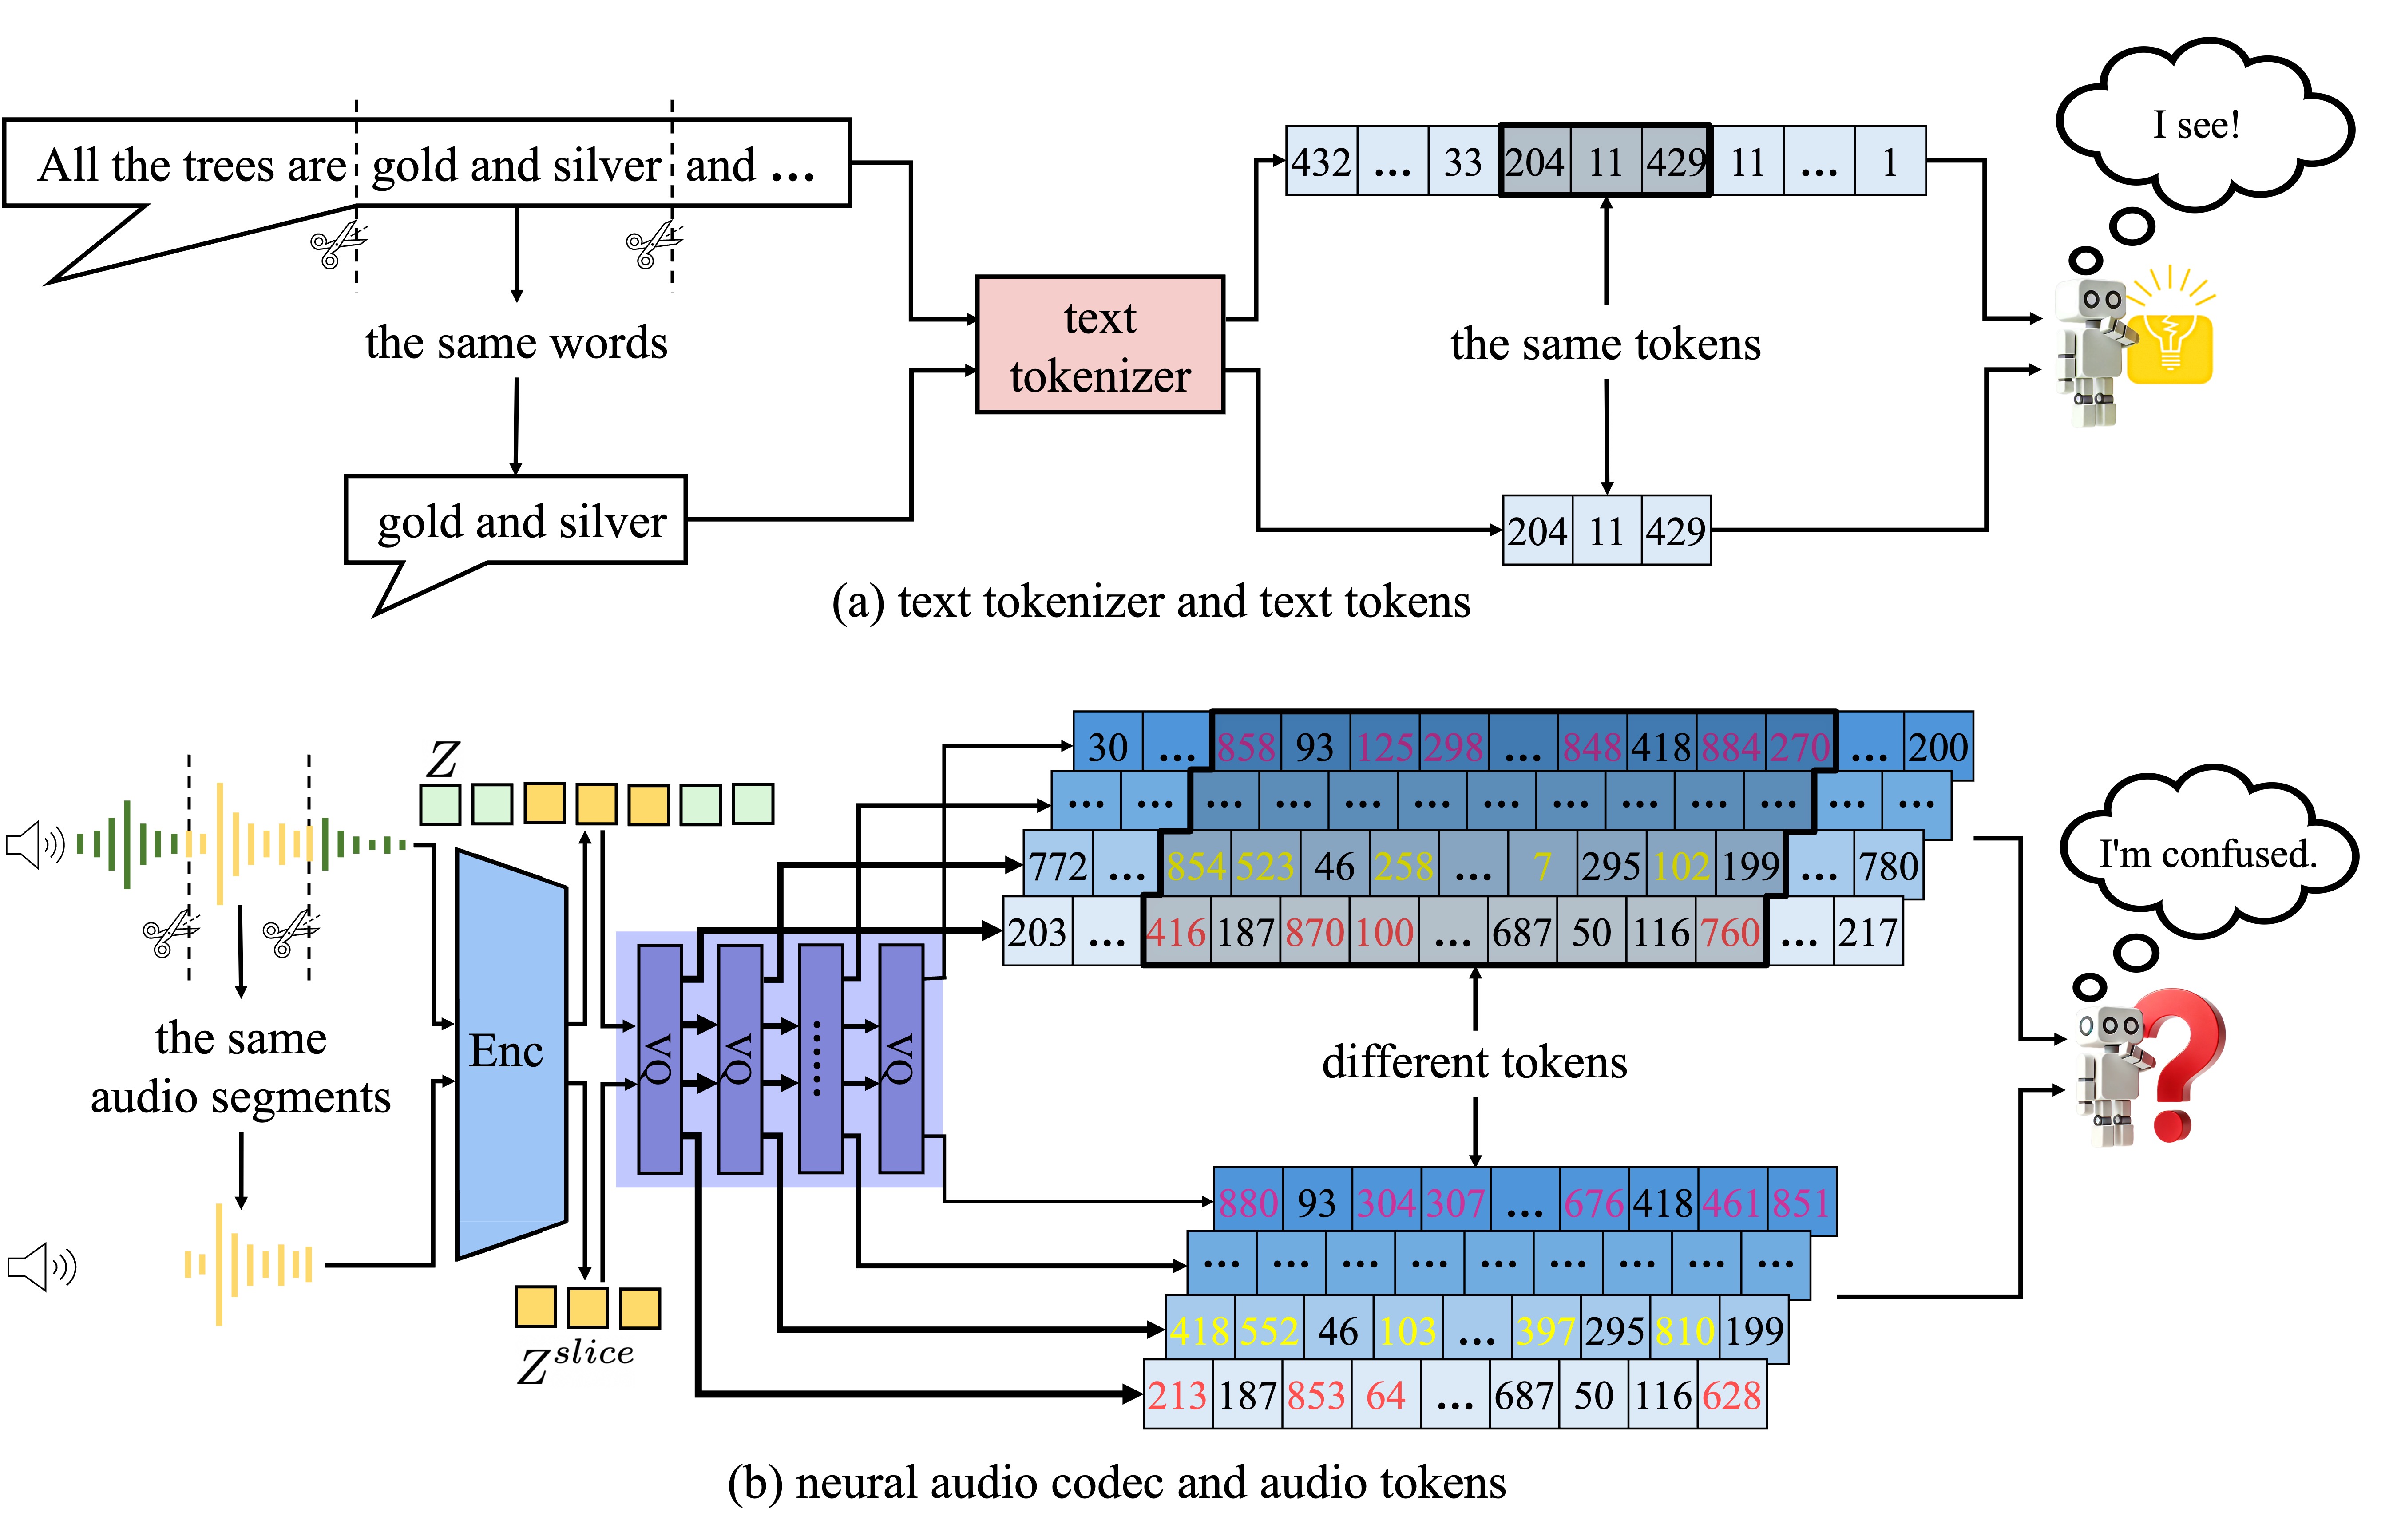 All the trees are gold and silver and ...
the same words
gold and silver
text
tokenizer
432 ... 33 204 11 429 11 ... 1
the same tokens
204 11 429
I see!
(a) text tokenizer and text tokens
Z
the same
audio segments
Enc
Z^{slice}
VQ VQ ...... VQ
30 ... 858 93 125 298 ... 848 418 884 270 ... 200
... ... ... ... ... ... ... ... ... ... ... ... ...
772 ... 854 523 46 258 ... 7 295 102 199 ... 780
203 ... 416 187 870 100 ... 687 50 116 760 ... 217
different tokens
880 93 304 307 ... 676 418 461 851
... ... ... ... ... ... ... ... ...
418 552 46 103 ... 397 295 810 199
213 187 853 64 ... 687 50 116 628
I'm confused.
(b) neural audio codec and audio tokens